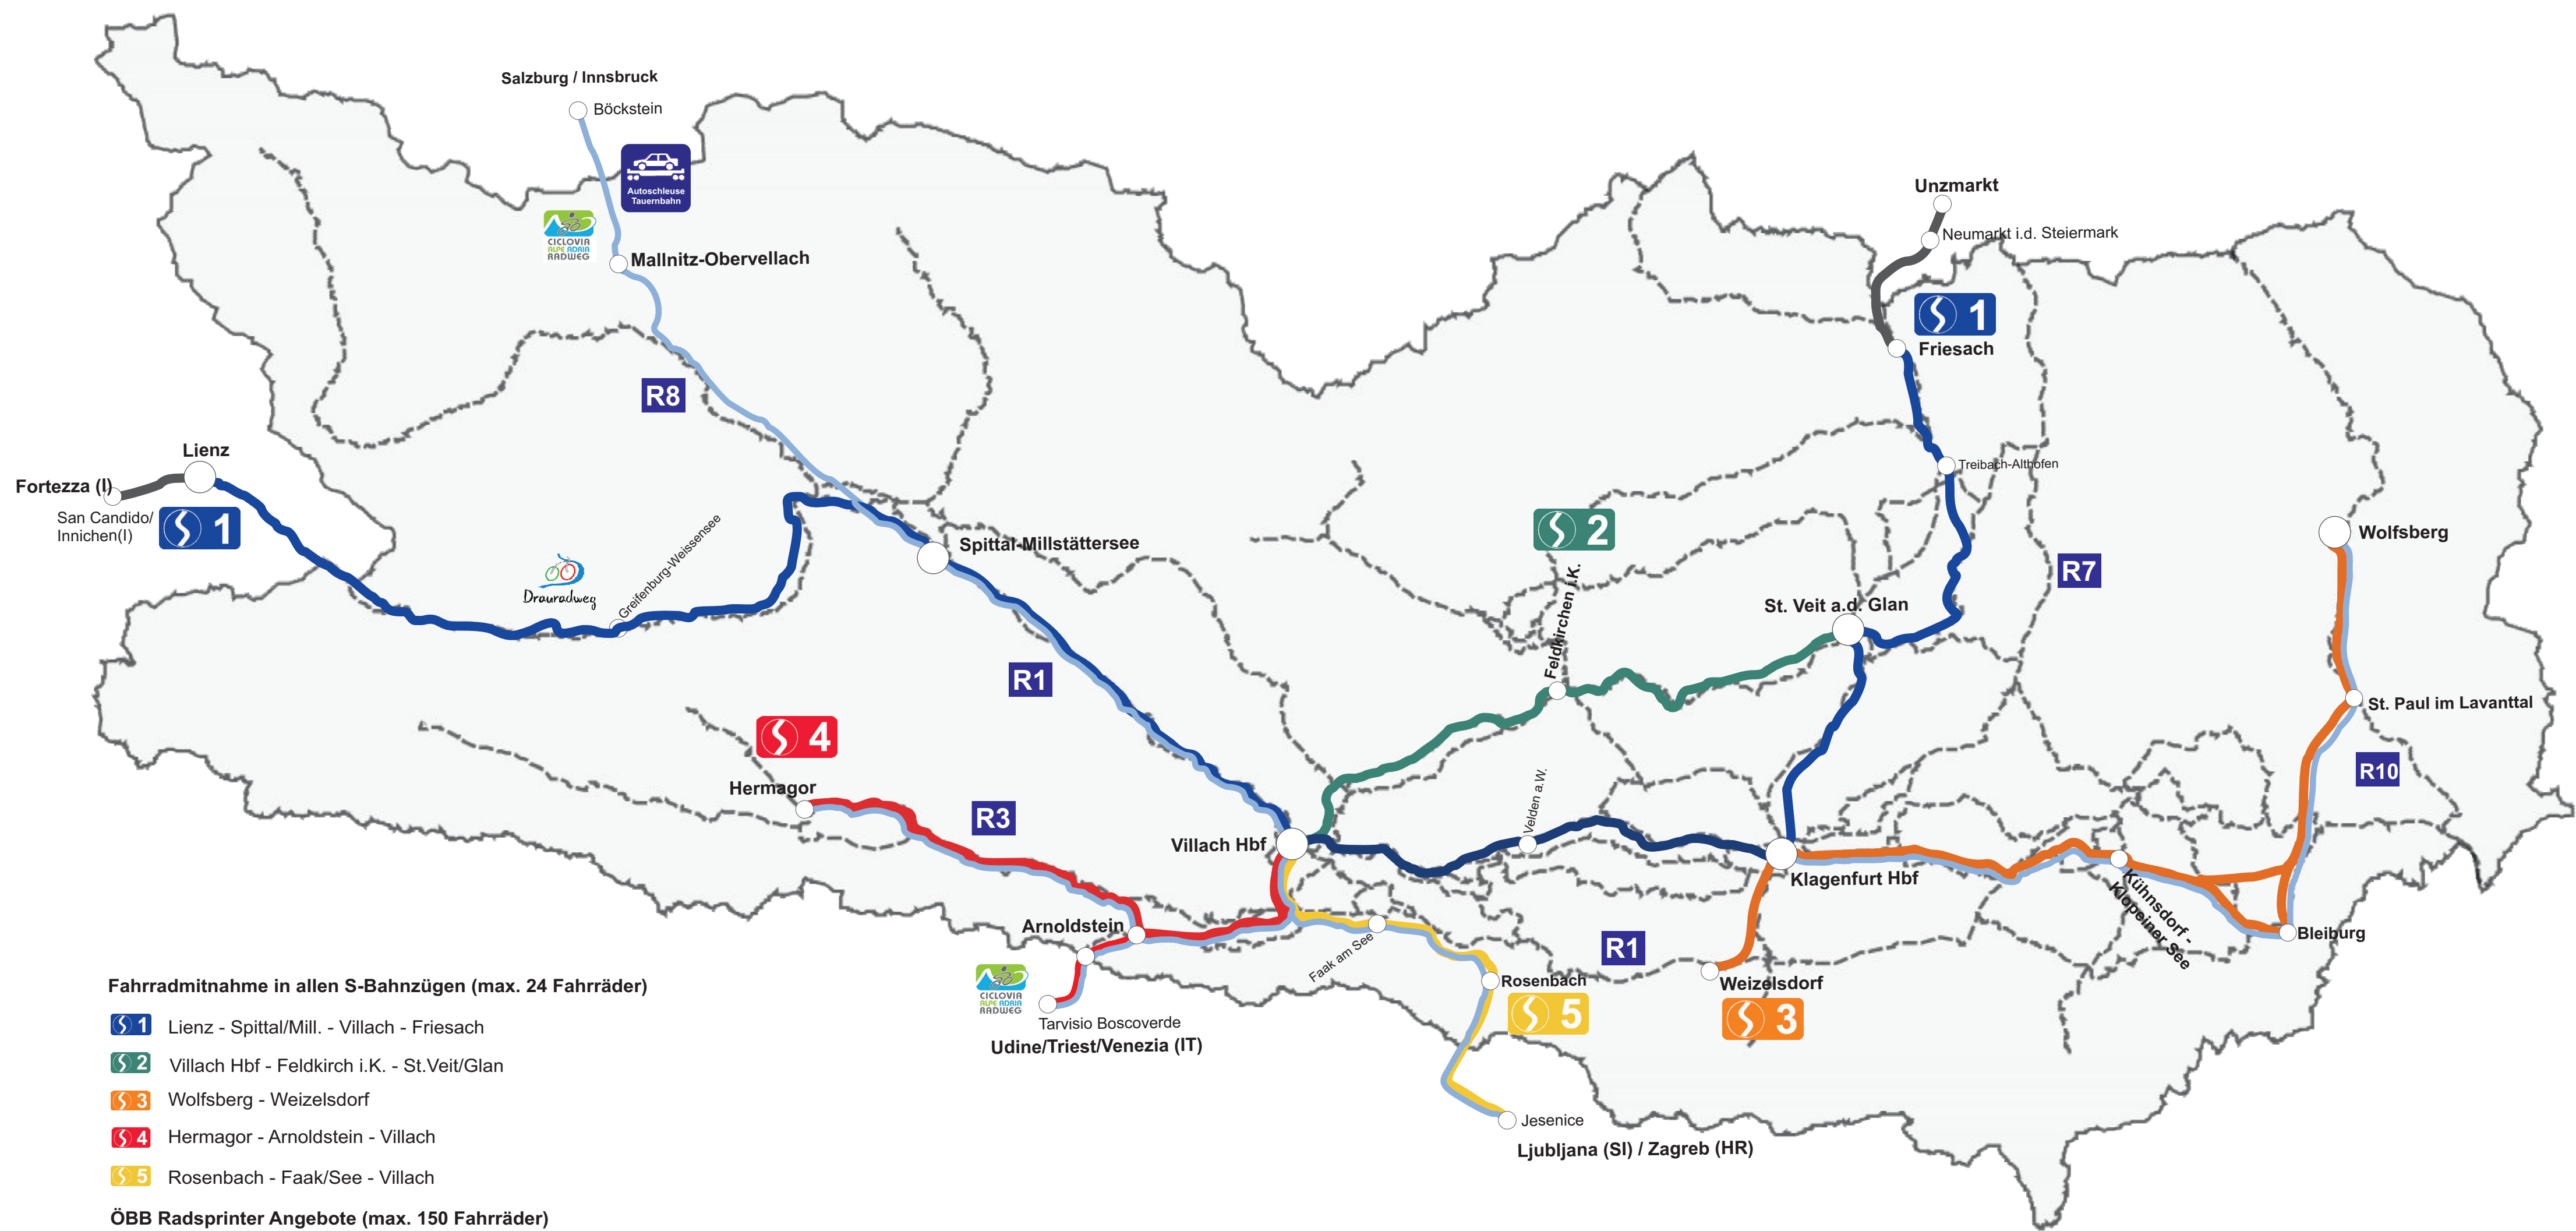 Salzburg / Innsbruck
Böckstein
Autoschleuse
Tauernbahn
CICLOVIA
ALPE ADRIA
RADWEG
Mallnitz-Obervellach
Unzmarkt
Neumarkt i.d. Steiermark
S 1
Friesach
R8
Lienz
Fortezza (I)
San Candido/
Innichen(I)
S 1
Treibach-Althofen
Drauradweg
Greifenburg-Weissensee
Spittal-Millstättersee
S 2
Feldkirchen i.K.
St. Veit a.d. Glan
R7
Wolfsberg
R1
St. Paul im Lavanttal
S 4
Hermagor
R3
R10
Velden a.W.
Villach Hbf
Klagenfurt Hbf
Kühnsdorf -
Klopeiner See
Bleiburg
Arnoldstein
Faak am See
R1
CICLOVIA
ALPE ADRIA
RADWEG
Rosenbach
S 5
Weizelsdorf
S 3
Tarvisio Boscoverde
Udine/Triest/Venezia (IT)
Jesenice
Ljubljana (Sl) / Zagreb (HR)
Fahrradmitnahme in allen S-Bahnzügen (max. 24 Fahrräder)
S 1 Lienz - Spittal/Mill. - Villach - Friesach
S 2 Villach Hbf - Feldkirch i.K. - St.Veit/Glan
S 3 Wolfsberg - Weizelsdorf
S 4 Hermagor - Arnoldstein - Villach
S 5 Rosenbach - Faak/See - Villach
ÖBB Radsprinter Angebote (max. 150 Fahrräder)